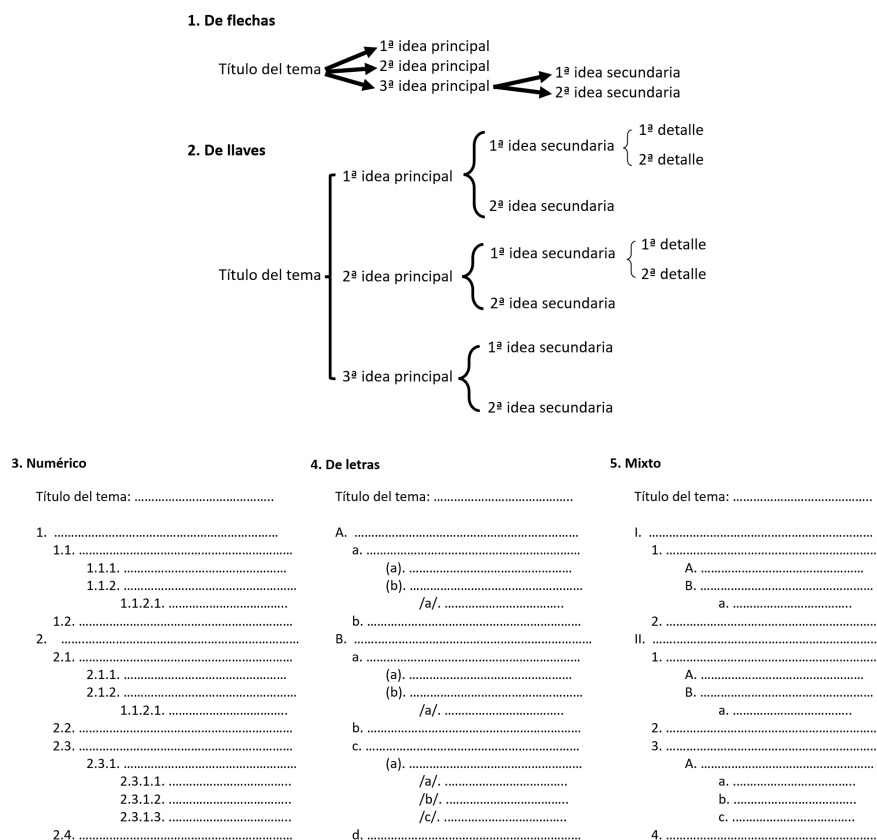 1. De flechas
Título del tema
1ª idea principal
2ª idea principal
3ª idea principal
1ª idea secundaria
2ª idea secundaria
2. De llaves
Título del tema
1ª idea principal
1ª idea secundaria
1ª detalle
2ª detalle
2ª idea secundaria
2ª idea principal
1ª idea secundaria
1ª detalle
2ª detalle
2ª idea secundaria
3ª idea principal
1ª idea secundaria
2ª idea secundaria
3. Numérico
Título del tema: ..........................................
1. ...................................................................
1.1. ................................................................
1.1.1. .................................................
1.1.2. ....................................................
1.1.2.1. ....................................
1.2. ................................................................
2. .......................................................................
2.1. ................................................................
2.1.1. .................................................
2.1.2. ....................................................
1.1.2.1. ....................................
2.2. ................................................................
2.3. ................................................................
2.3.1. ....................................................
2.3.1.1. .....................................
2.3.1.2. .....................................
2.3.1.3. .....................................
2.4. ................................................................
4. De letras
Título del tema: ..........................................
A. ...................................................................
a. ................................................................
(a). .................................................
(b). ....................................................
/a/. ....................................
b. ................................................................
B. .......................................................................
a. ................................................................
(a). .................................................
(b). ....................................................
/a/. ....................................
b. ................................................................
c. ................................................................
(a). ....................................................
/a/. .....................................
/b/. .....................................
/c/. .....................................
d. ................................................................
5. Mixto
Título del tema: ..........................................
I. ...................................................................
1. ................................................................
A. .................................................
B. ....................................................
a. ....................................
2. ................................................................
II. ...................................................................
1. ................................................................
A. .................................................
B. ....................................................
a. ....................................
2. ................................................................
3. ................................................................
A. ....................................................
a. .....................................
b. .....................................
c. .....................................
4. ................................................................